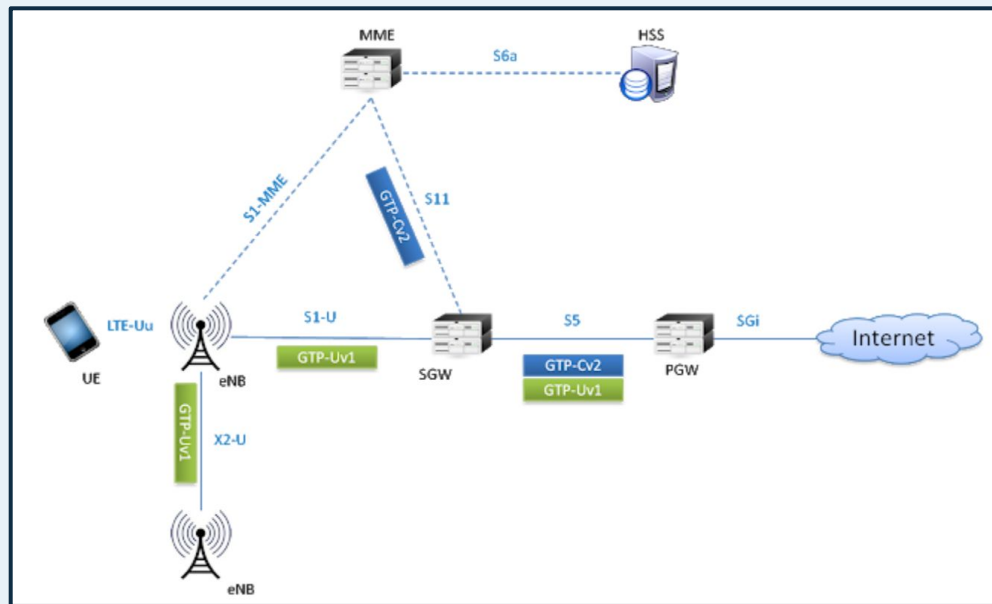 MME
HSS
S6a
S1-MME
GTP-Cv2
S11
LTE-Uu
S1-U
S5
SGi
Internet
GTP-Uv1
GTP-Cv2
GTP-Uv1
UE
eNB
SGW
PGW
GTP-Uv1
X2-U
eNB